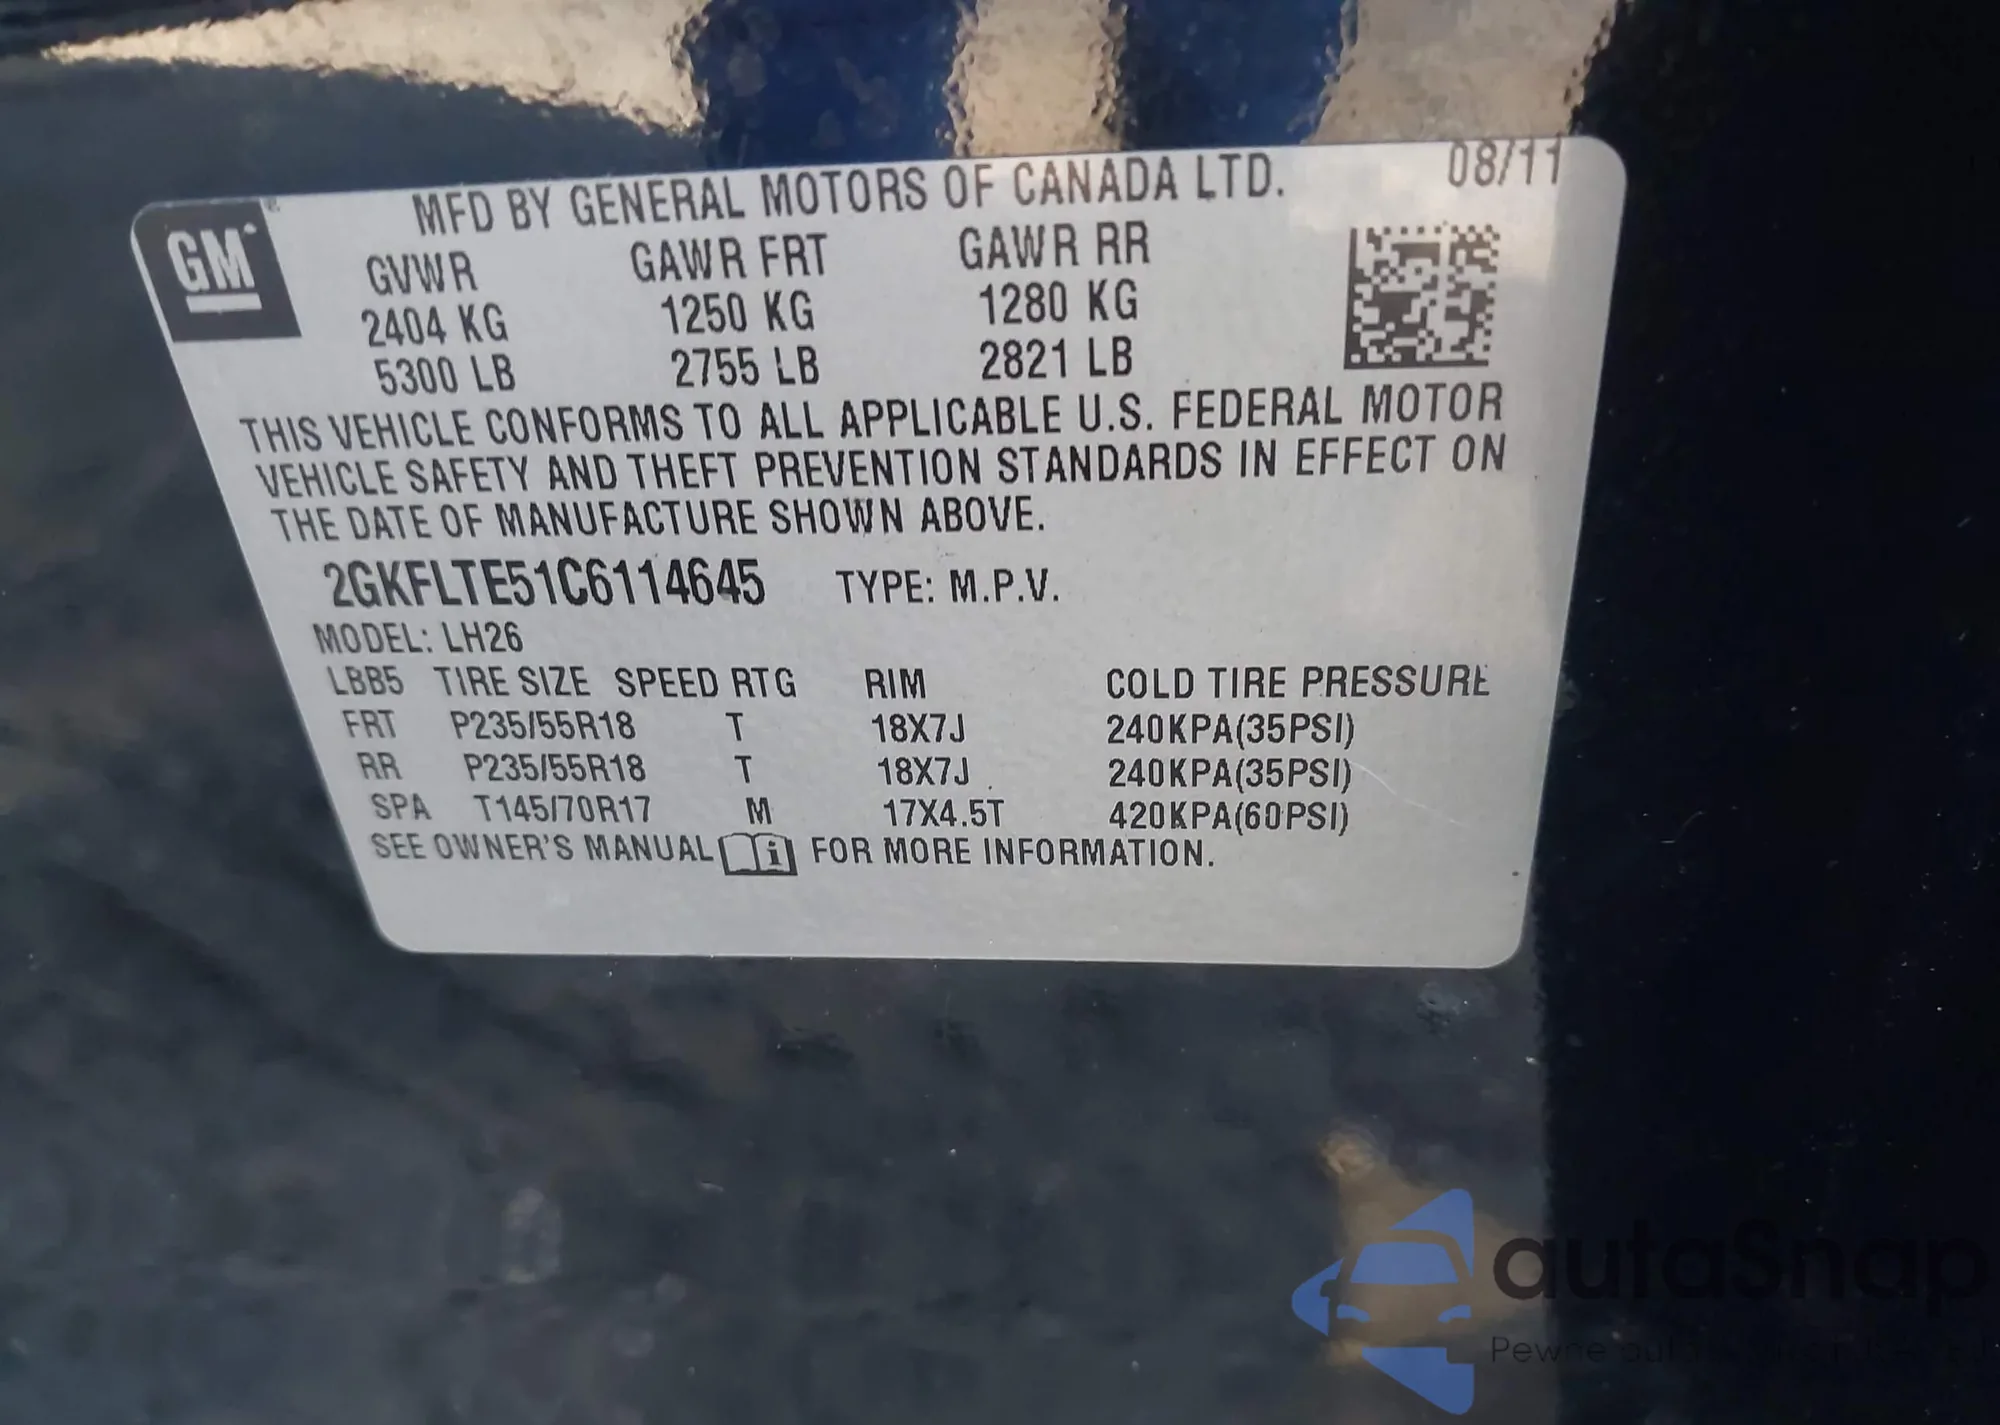 GM
MFD BY GENERAL MOTORS OF CANADA LTD. 08/11
GVWR GAWR FRT GAWR RR
2404 KG 1250 KG 1280 KG
5300 LB 2755 LB 2821 LB
THIS VEHICLE CONFORMS TO ALL APPLICABLE U.S. FEDERAL MOTOR
VEHICLE SAFETY AND THEFT PREVENTION STANDARDS IN EFFECT ON
THE DATE OF MANUFACTURE SHOWN ABOVE.
2GKFLTE51C6114645 TYPE: M.P.V.
MODEL: LH26
LBB5 TIRE SIZE SPEED RTG RIM COLD TIRE PRESSURE
FRT P235/55R18 T 18X7J 240KPA(35PSI)
RR P235/55R18 T 18X7J 240KPA(35PSI)
SPA T145/70R17 M 17X4.5T 420KPA(60PSI)
SEE OWNER'S MANUAL FOR MORE INFORMATION.
autaSnap
Pewne auta